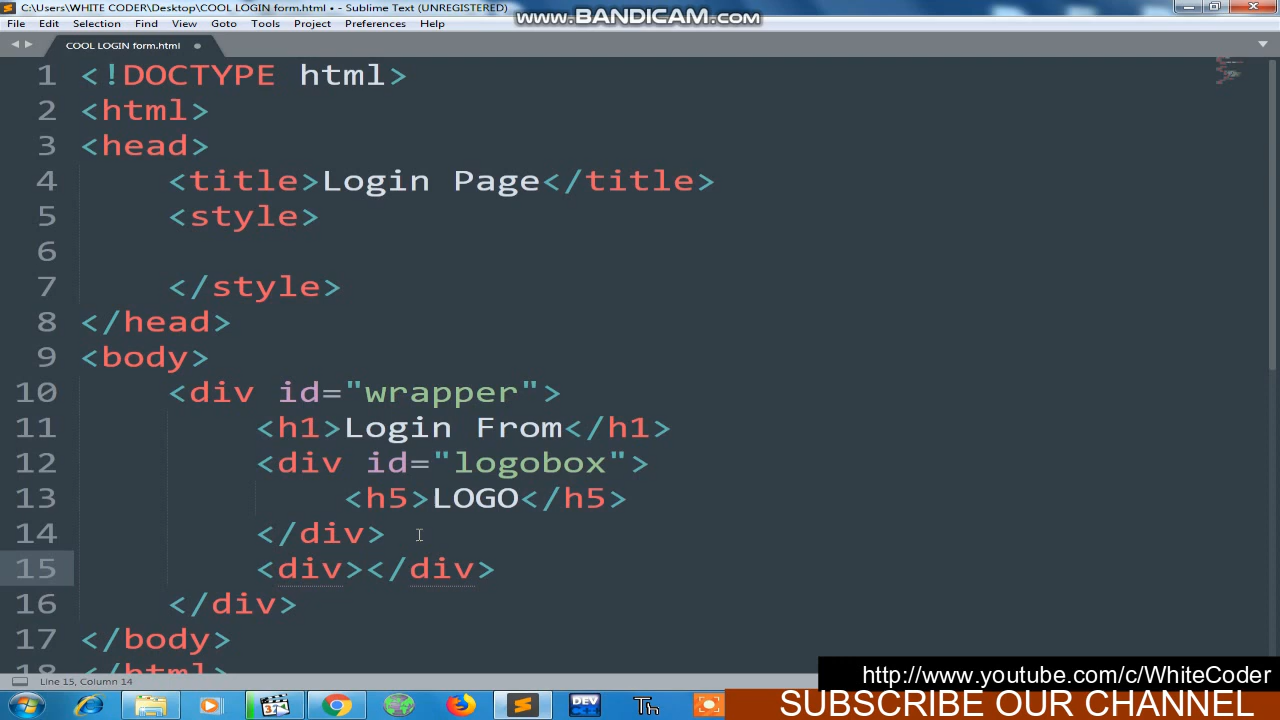 C:\Users\WHITE CODER\Desktop\COOL LOGIN form.html • - Sublime Text (UNREGISTERED)
www.BANDICAM.com
File Edit Selection Find View Goto Tools Project Preferences Help
COOL LOGIN form.html
1 <!DOCTYPE html>
2 <html>
3 <head>
4 <title>Login Page</title>
5 <style>
6
7 </style>
8 </head>
9 <body>
10 <div id="wrapper">
11 <h1>Login From</h1>
12 <div id="logobox">
13 <h5>LOGO</h5>
14 </div>
15 <div></div>
16 </div>
17 </body>
18 </html>
Line 15, Column 14
http://www.youtube.com/c/WhiteCoder
DEV
Th
SUBSCRIBE OUR CHANNEL